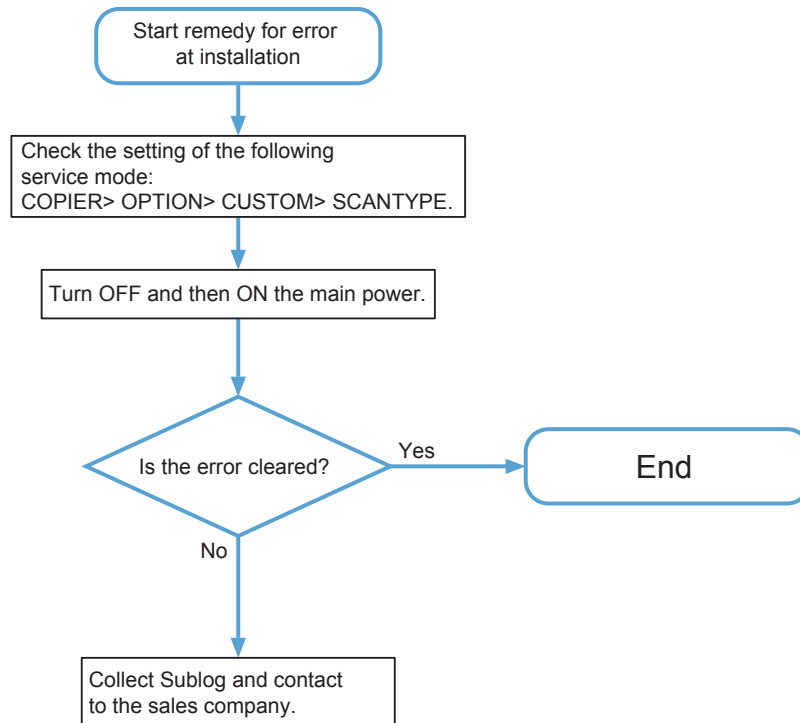 Start remedy for error
at installation
Check the setting of the following
service mode:
COPIER> OPTION> CUSTOM> SCANTYPE.
Turn OFF and then ON the main power.
Is the error cleared?
Yes
End
No
Collect Sublog and contact
to the sales company.